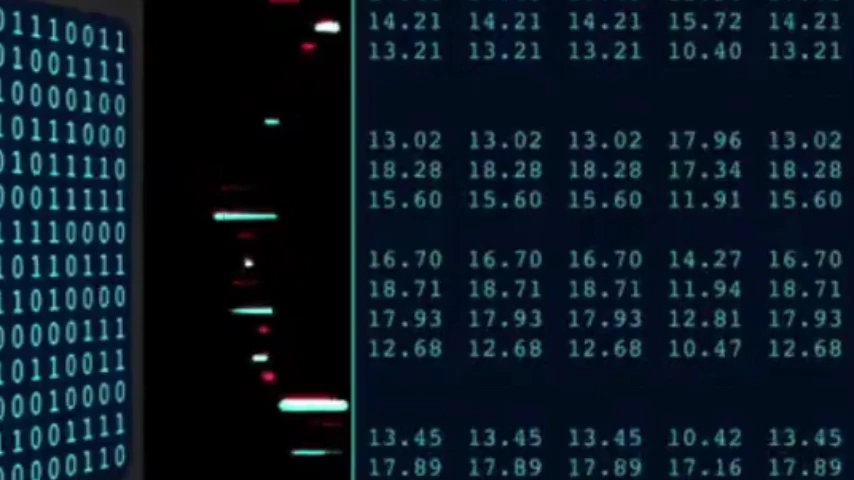 01110011
01001111
10000100
10111000
01011110
00011111
11110000
10110111
11010000
00000111
10110011
00010000
11001111
00000110
14.21 14.21 14.21 15.72 14.21
13.21 13.21 13.21 10.40 13.21
13.02 13.02 13.02 17.96 13.02
18.28 18.28 18.28 17.34 18.28
15.60 15.60 15.60 11.91 15.60
16.70 16.70 16.70 14.27 16.70
18.71 18.71 18.71 11.94 18.71
17.93 17.93 17.93 12.81 17.93
12.68 12.68 12.68 10.47 12.68
13.45 13.45 13.45 10.42 13.45
17.89 17.89 17.89 17.16 17.89